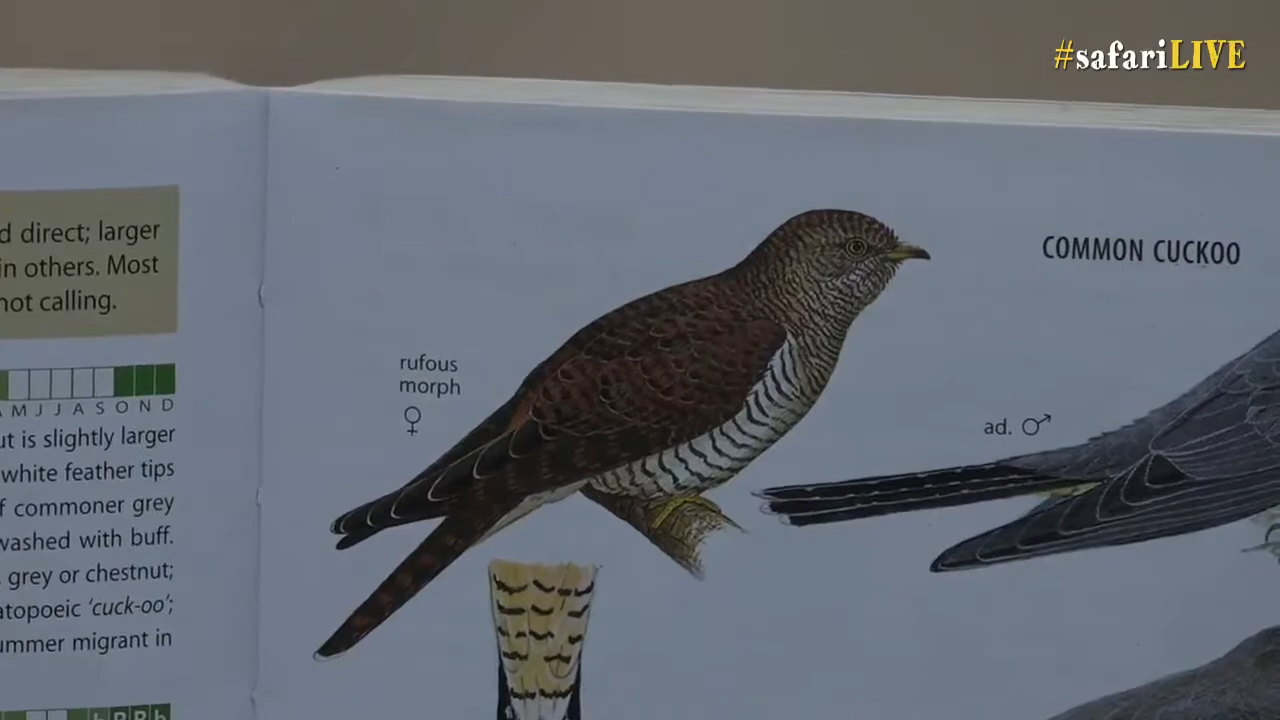 #safariLIVE
d direct; larger
in others. Most
not calling.
M J J A S O N D
ut is slightly larger
white feather tips
f commoner grey
washed with buff.
grey or chestnut;
atopoeic ‘cuck-oo’;
ummer migrant in
rufous
morph
♀
COMMON CUCKOO
ad. ♂